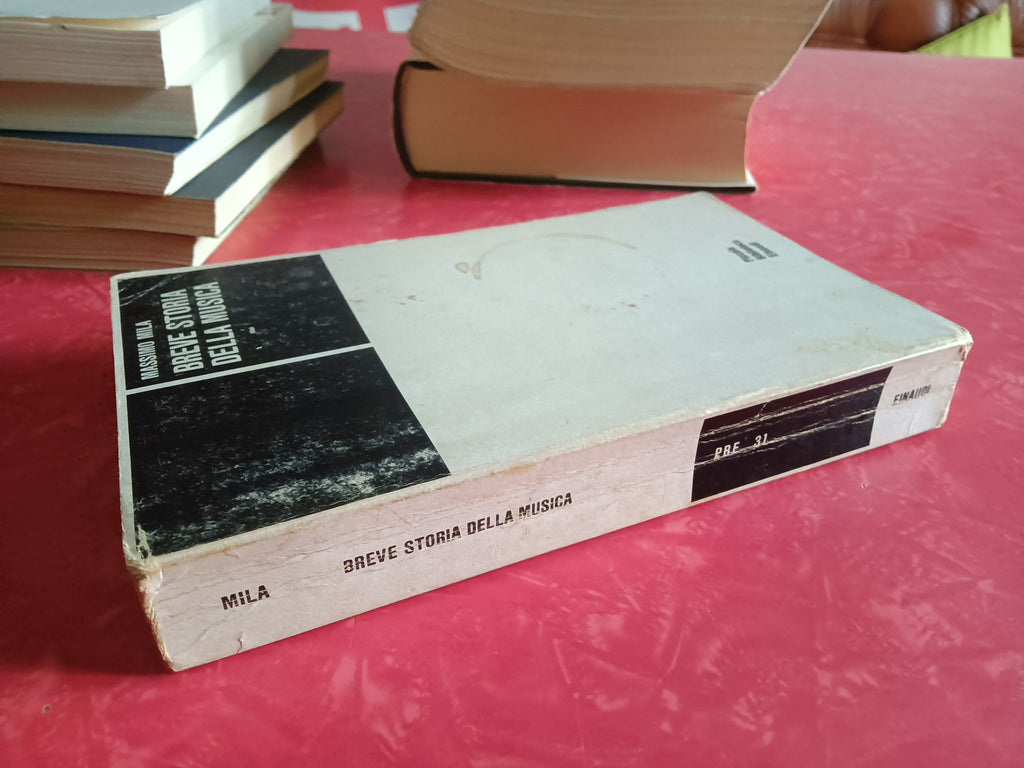 MASSIMO MILA
BREVE STORIA
DELLA MUSICA
MILA
BREVE STORIA DELLA MUSICA
PBE 31
EINAUDI